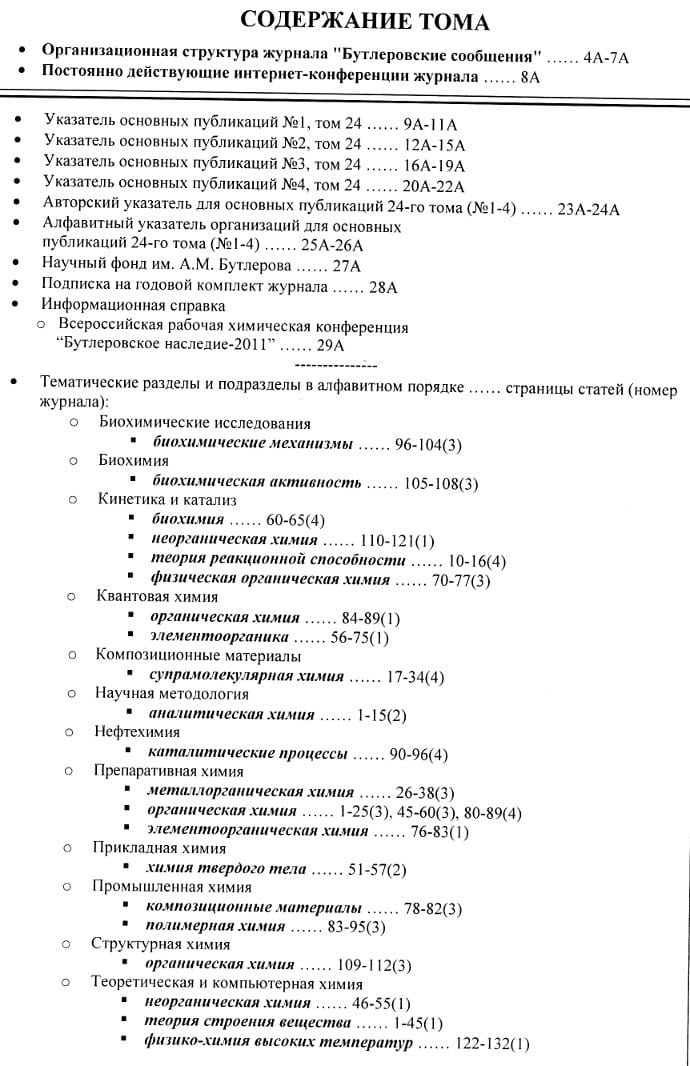 СОДЕРЖАНИЕ ТОМА
• Организационная структура журнала "Бутлеровские сообщения" …… 4А-7А
• Постоянно действующие интернет-конференции журнала …… 8А
• Указатель основных публикаций №1, том 24 …… 9А-11А
• Указатель основных публикаций №2, том 24 …… 12А-15А
• Указатель основных публикаций №3, том 24 …… 16А-19А
• Указатель основных публикаций №4, том 24 …… 20А-22А
• Авторский указатель для основных публикаций 24-го тома (№1-4) …… 23А-24А
• Алфавитный указатель организаций для основных
публикаций 24-го тома (№1-4) …… 25А-26А
• Научный фонд им. А.М. Бутлерова …… 27А
• Подписка на годовой комплект журнала …… 28А
• Информационная справка
○ Всероссийская рабочая химическая конференция
“Бутлеровское наследие-2011” …… 29А
---------------
• Тематические разделы и подразделы в алфавитном порядке …… страницы статей (номер
журнала):
○ Биохимические исследования
▪ биохимические механизмы …… 96-104(3)
○ Биохимия
▪ биохимическая активность …… 105-108(3)
○ Кинетика и катализ
▪ биохимия …… 60-65(4)
▪ неорганическая химия …… 110-121(1)
▪ теория реакционной способности …… 10-16(4)
▪ физическая органическая химия …… 70-77(3)
○ Квантовая химия
▪ органическая химия …… 84-89(1)
▪ элементоорганика …… 56-75(1)
○ Композиционные материалы
▪ супрамолекулярная химия …… 17-34(4)
○ Научная методология
▪ аналитическая химия …… 1-15(2)
○ Нефтехимия
▪ каталитические процессы …… 90-96(4)
○ Препаративная химия
▪ металлорганическая химия …… 26-38(3)
▪ органическая химия …… 1-25(3), 45-60(3), 80-89(4)
▪ элементоорганическая химия …… 76-83(1)
○ Прикладная химия
▪ химия твердого тела …… 51-57(2)
○ Промышленная химия
▪ композиционные материалы …… 78-82(3)
▪ полимерная химия …… 83-95(3)
○ Структурная химия
▪ органическая химия …… 109-112(3)
○ Теоретическая и компьютерная химия
▪ неорганическая химия …… 46-55(1)
▪ теория строения вещества …… 1-45(1)
▪ физико-химия высоких температур …… 122-132(1)